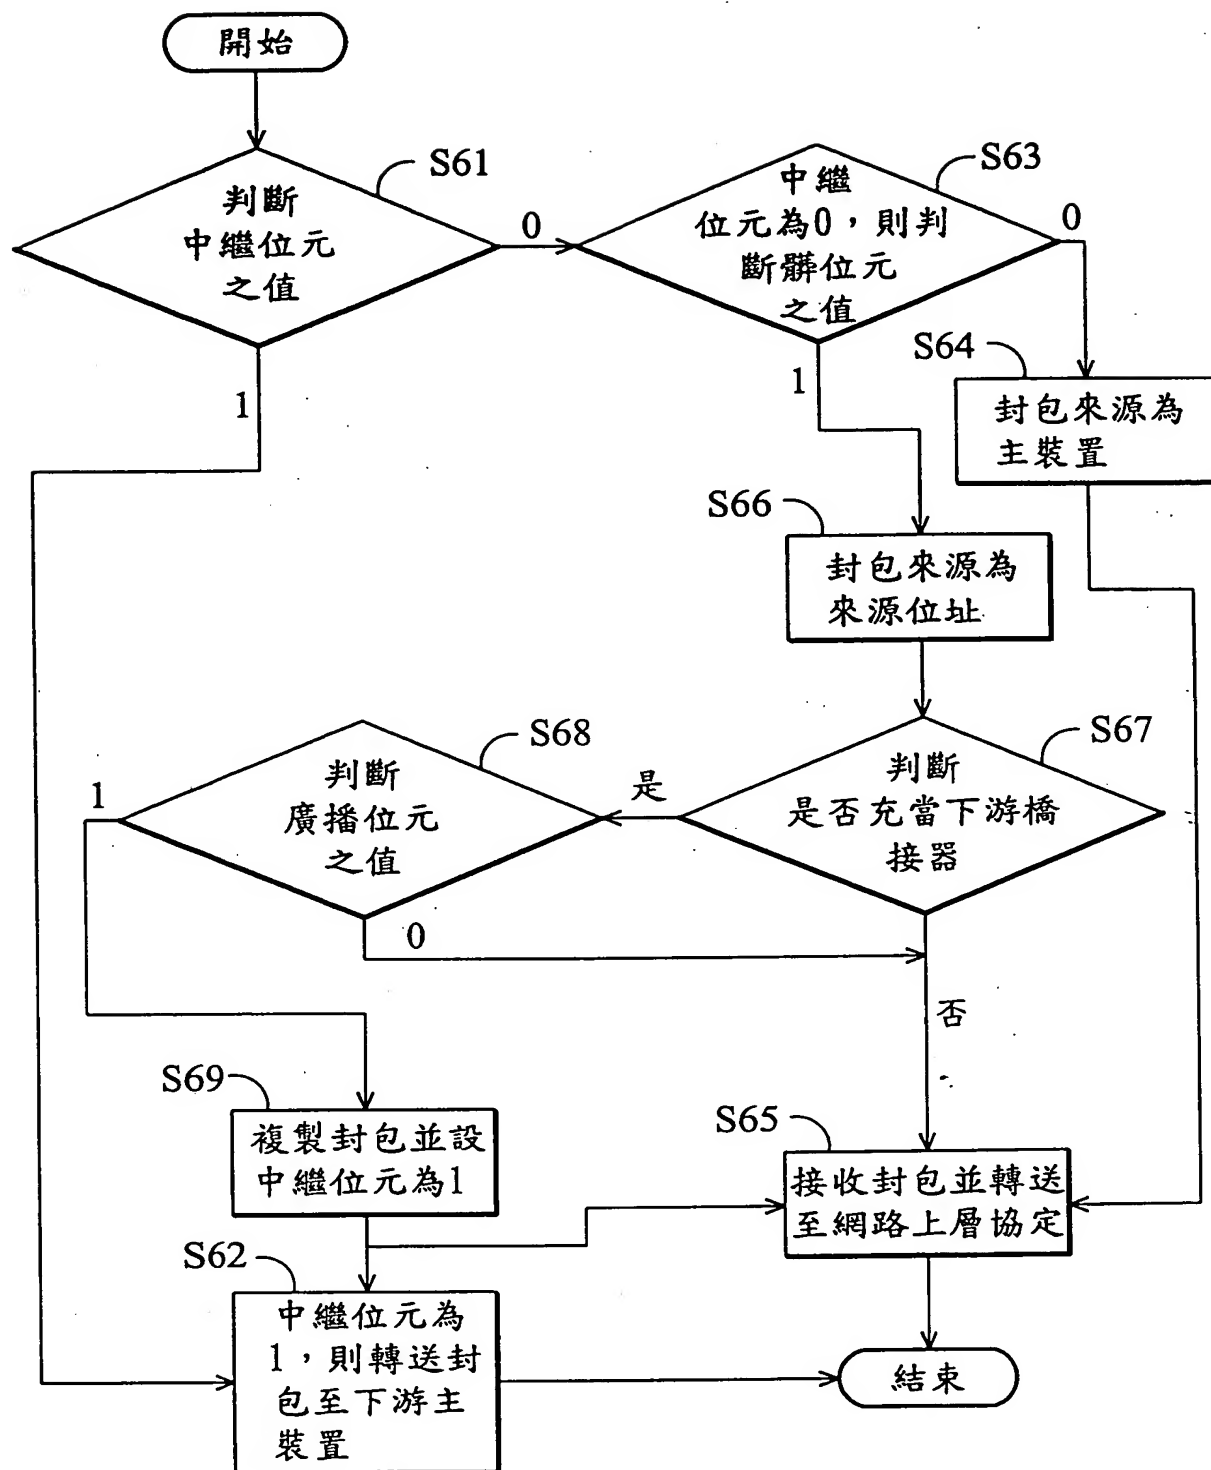 開始
S61
判斷
中繼位元
之值
0
1
S63
中繼
位元為0，則判
斷髒位元
之值
0
1
S64
封包來源為
主裝置
S66
封包來源為
來源位址
S67
判斷
是否充當下游橋
接器
是
否
S68
判斷
廣播位元
之值
1
0
S69
複製封包並設
中繼位元為1
S65
接收封包並轉送
至網路上層協定
S62
中繼位元為
1，則轉送封
包至下游主
裝置
結束